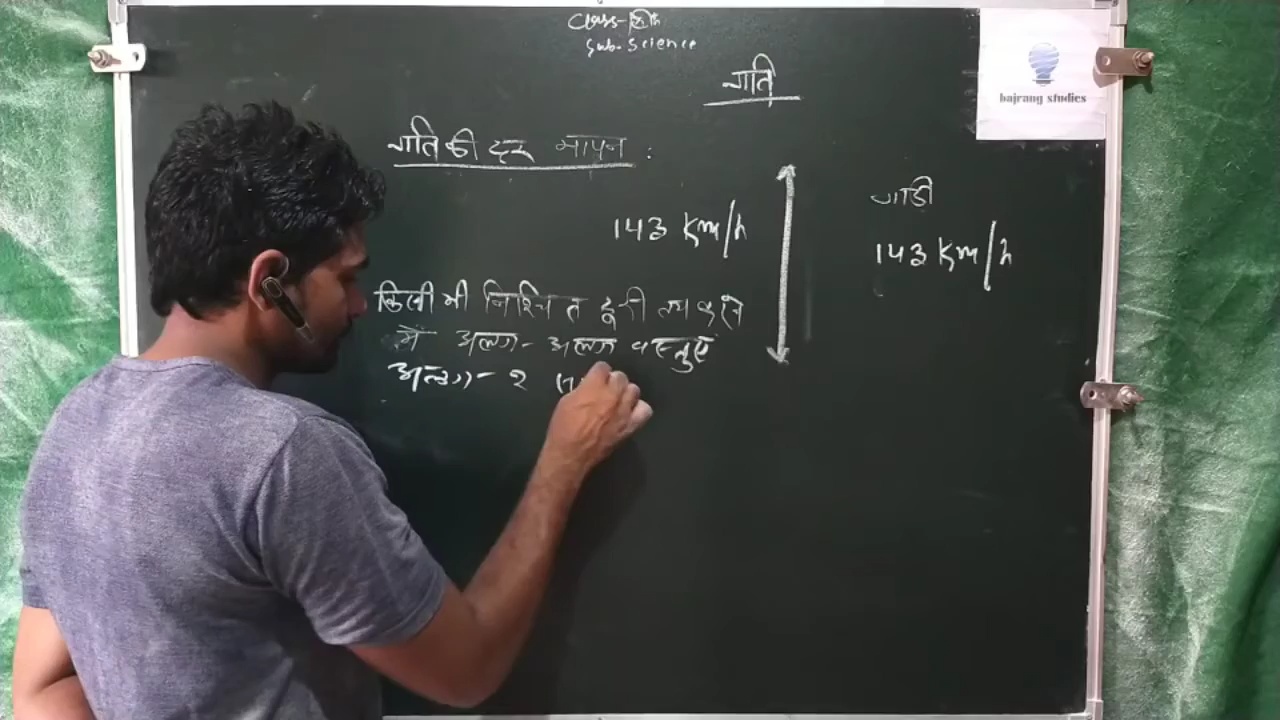 Class-
Sub. Science
गति
bajrang studies
गति की दर मापन :
143 Km/h
गाडी
143 Km/h
किसी भी निश्चित दूरी तय करने
में अलग-अलग वस्तुएँ
अलग-२